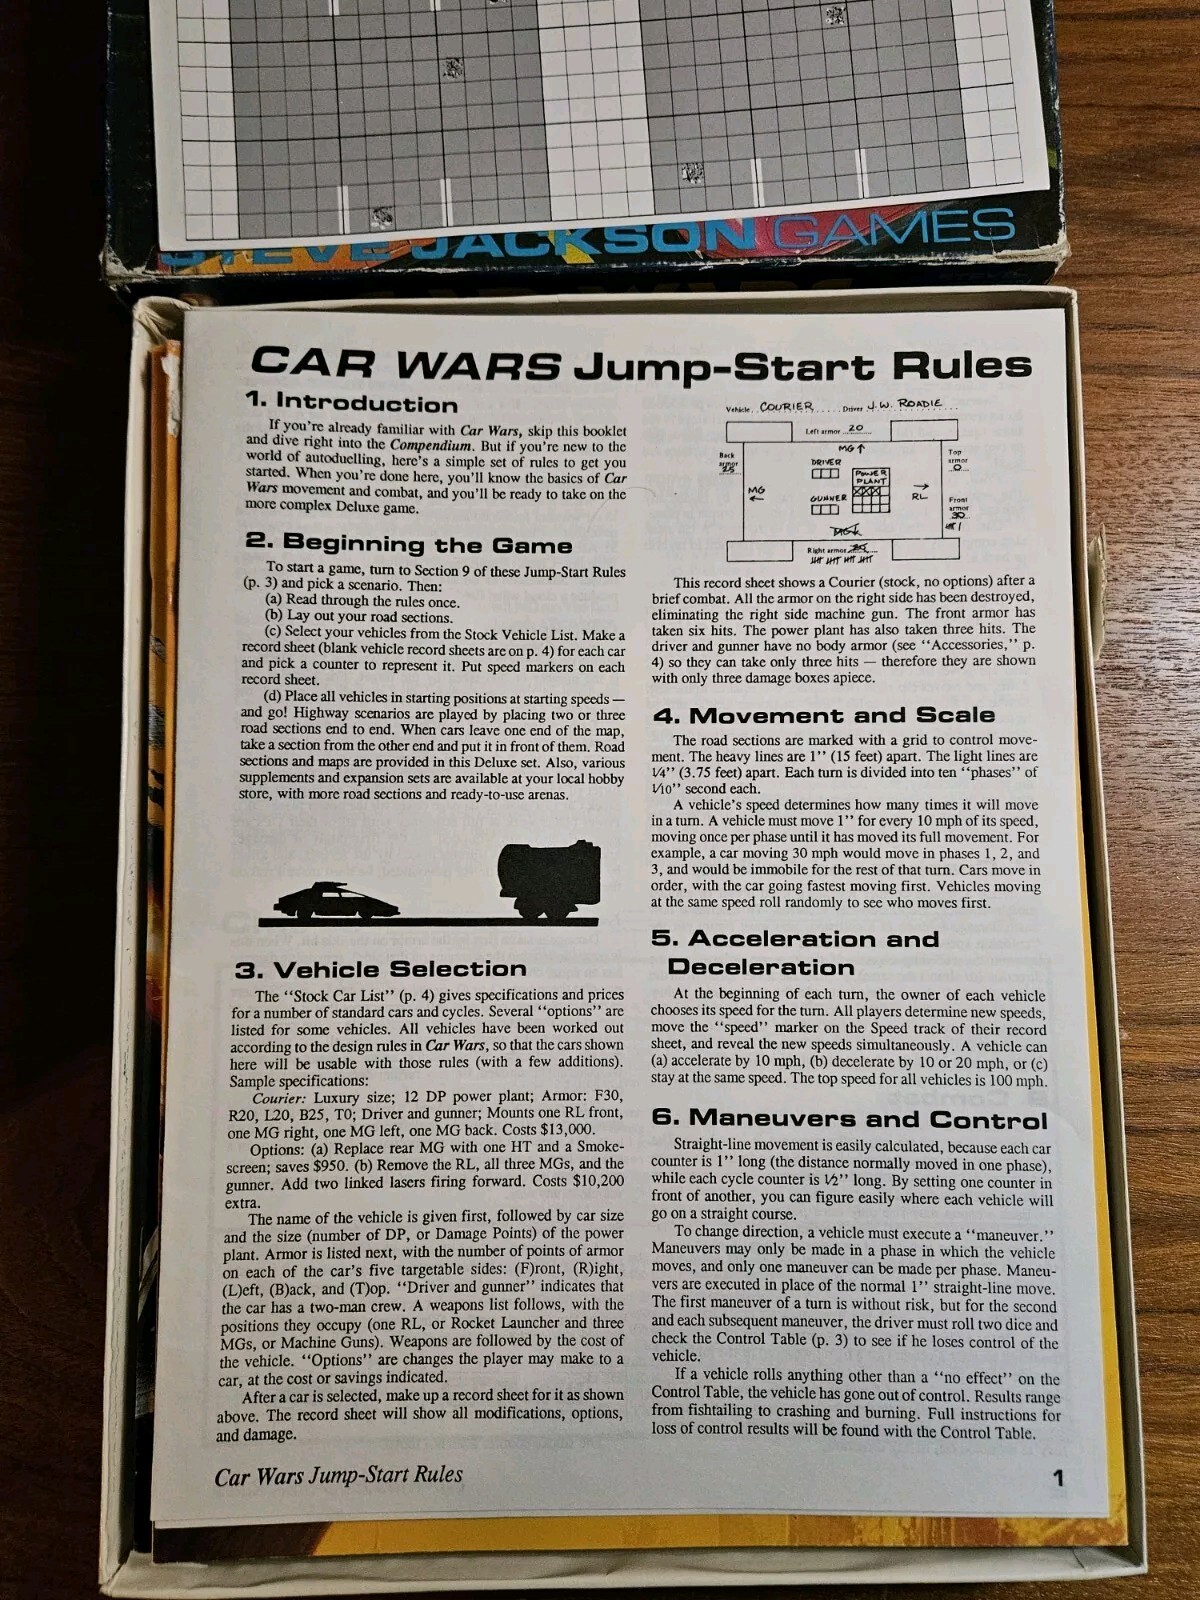 STEVE JACKSON GAMES
CAR WARS Jump-Start Rules
1. Introduction
If you're already familiar with Car Wars, skip this booklet
and dive right into the Compendium. But if you're new to the
world of autoduelling, here's a simple set of rules to get you
started. When you're done here, you'll know the basics of Car
Wars movement and combat, and you'll be ready to take on the
more complex Deluxe game.
2. Beginning the Game
To start a game, turn to Section 9 of these Jump-Start Rules
(p. 3) and pick a scenario. Then:
(a) Read through the rules once.
(b) Lay out your road sections.
(c) Select your vehicles from the Stock Vehicle List. Make a
record sheet (blank vehicle record sheets are on p. 4) for each car
and pick a counter to represent it. Put speed markers on each
record sheet.
(d) Place all vehicles in starting positions at starting speeds —
and go! Highway scenarios are played by placing two or three
road sections end to end. When cars leave one end of the map,
take a section from the other end and put it in front of them. Road
sections and maps are provided in this Deluxe set. Also, various
supplements and expansion sets are available at your local hobby
store, with more road sections and ready-to-use arenas.
3. Vehicle Selection
The "Stock Car List" (p. 4) gives specifications and prices
for a number of standard cars and cycles. Several "options" are
listed for some vehicles. All vehicles have been worked out
according to the design rules in Car Wars, so that the cars shown
here will be usable with those rules (with a few additions).
Sample specifications:
Courier: Luxury size; 12 DP power plant; Armor: F30,
R20, L20, B25, T0; Driver and gunner; Mounts one RL front,
one MG right, one MG left, one MG back. Costs $13,000.
Options: (a) Replace rear MG with one HT and a Smoke-
screen; saves $950. (b) Remove the RL, all three MGs, and the
gunner. Add two linked lasers firing forward. Costs $10,200
extra.
The name of the vehicle is given first, followed by car size
and the size (number of DP, or Damage Points) of the power
plant. Armor is listed next, with the number of points of armor
on each of the car's five targetable sides: (F)ront, (R)ight,
(L)eft, (B)ack, and (T)op. "Driver and gunner" indicates that
the car has a two-man crew. A weapons list follows, with the
positions they occupy (one RL, or Rocket Launcher and three
MGs, or Machine Guns). Weapons are followed by the cost of
the vehicle. "Options" are changes the player may make to a
car, at the cost or savings indicated.
After a car is selected, make up a record sheet for it as shown
above. The record sheet will show all modifications, options,
and damage.
Vehicle COURIER Driver J.W. ROADIE
Left armor 20
MG
Back armor 25
DRIVER
POWER PLANT
Top armor 0
MG
GUNNER
RL
Front armor 30
Right armor
This record sheet shows a Courier (stock, no options) after a
brief combat. All the armor on the right side has been destroyed,
eliminating the right side machine gun. The front armor has
taken six hits. The power plant has also taken three hits. The
driver and gunner have no body armor (see "Accessories," p.
4) so they can take only three hits — therefore they are shown
with only three damage boxes apiece.
4. Movement and Scale
The road sections are marked with a grid to control move-
ment. The heavy lines are 1" (15 feet) apart. The light lines are
1/4" (3.75 feet) apart. Each turn is divided into ten "phases" of
1/10" second each.
A vehicle's speed determines how many times it will move
in a turn. A vehicle must move 1" for every 10 mph of its speed,
moving once per phase until it has moved its full movement. For
example, a car moving 30 mph would move in phases 1, 2, and
3, and would be immobile for the rest of that turn. Cars move in
order, with the car going fastest moving first. Vehicles moving
at the same speed roll randomly to see who moves first.
5. Acceleration and
Deceleration
At the beginning of each turn, the owner of each vehicle
chooses its speed for the turn. All players determine new speeds,
move the "speed" marker on the Speed track of their record
sheet, and reveal the new speeds simultaneously. A vehicle can
(a) accelerate by 10 mph, (b) decelerate by 10 or 20 mph, or (c)
stay at the same speed. The top speed for all vehicles is 100 mph.
6. Maneuvers and Control
Straight-line movement is easily calculated, because each car
counter is 1" long (the distance normally moved in one phase),
while each cycle counter is 1/2" long. By setting one counter in
front of another, you can figure easily where each vehicle will
go on a straight course.
To change direction, a vehicle must execute a "maneuver."
Maneuvers may only be made in a phase in which the vehicle
moves, and only one maneuver can be made per phase. Maneu-
vers are executed in place of the normal 1" straight-line move.
The first maneuver of a turn is without risk, but for the second
and each subsequent maneuver, the driver must roll two dice and
check the Control Table (p. 3) to see if he loses control of the
vehicle.
If a vehicle rolls anything other than a "no effect" on the
Control Table, the vehicle has gone out of control. Results range
from fishtailing to crashing and burning. Full instructions for
loss of control results will be found with the Control Table.
Car Wars Jump-Start Rules
1